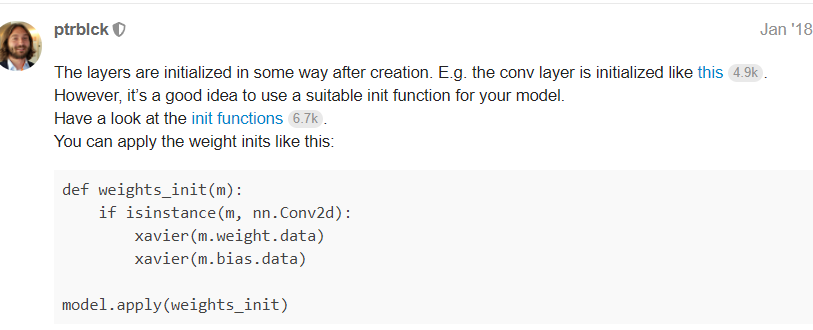 ptrblck
Jan '18
The layers are initialized in some way after creation. E.g. the conv layer is initialized like this 4.9k .
However, it’s a good idea to use a suitable init function for your model.
Have a look at the init functions 6.7k .
You can apply the weight inits like this:
def weights_init(m):
    if isinstance(m, nn.Conv2d):
        xavier(m.weight.data)
        xavier(m.bias.data)

model.apply(weights_init)